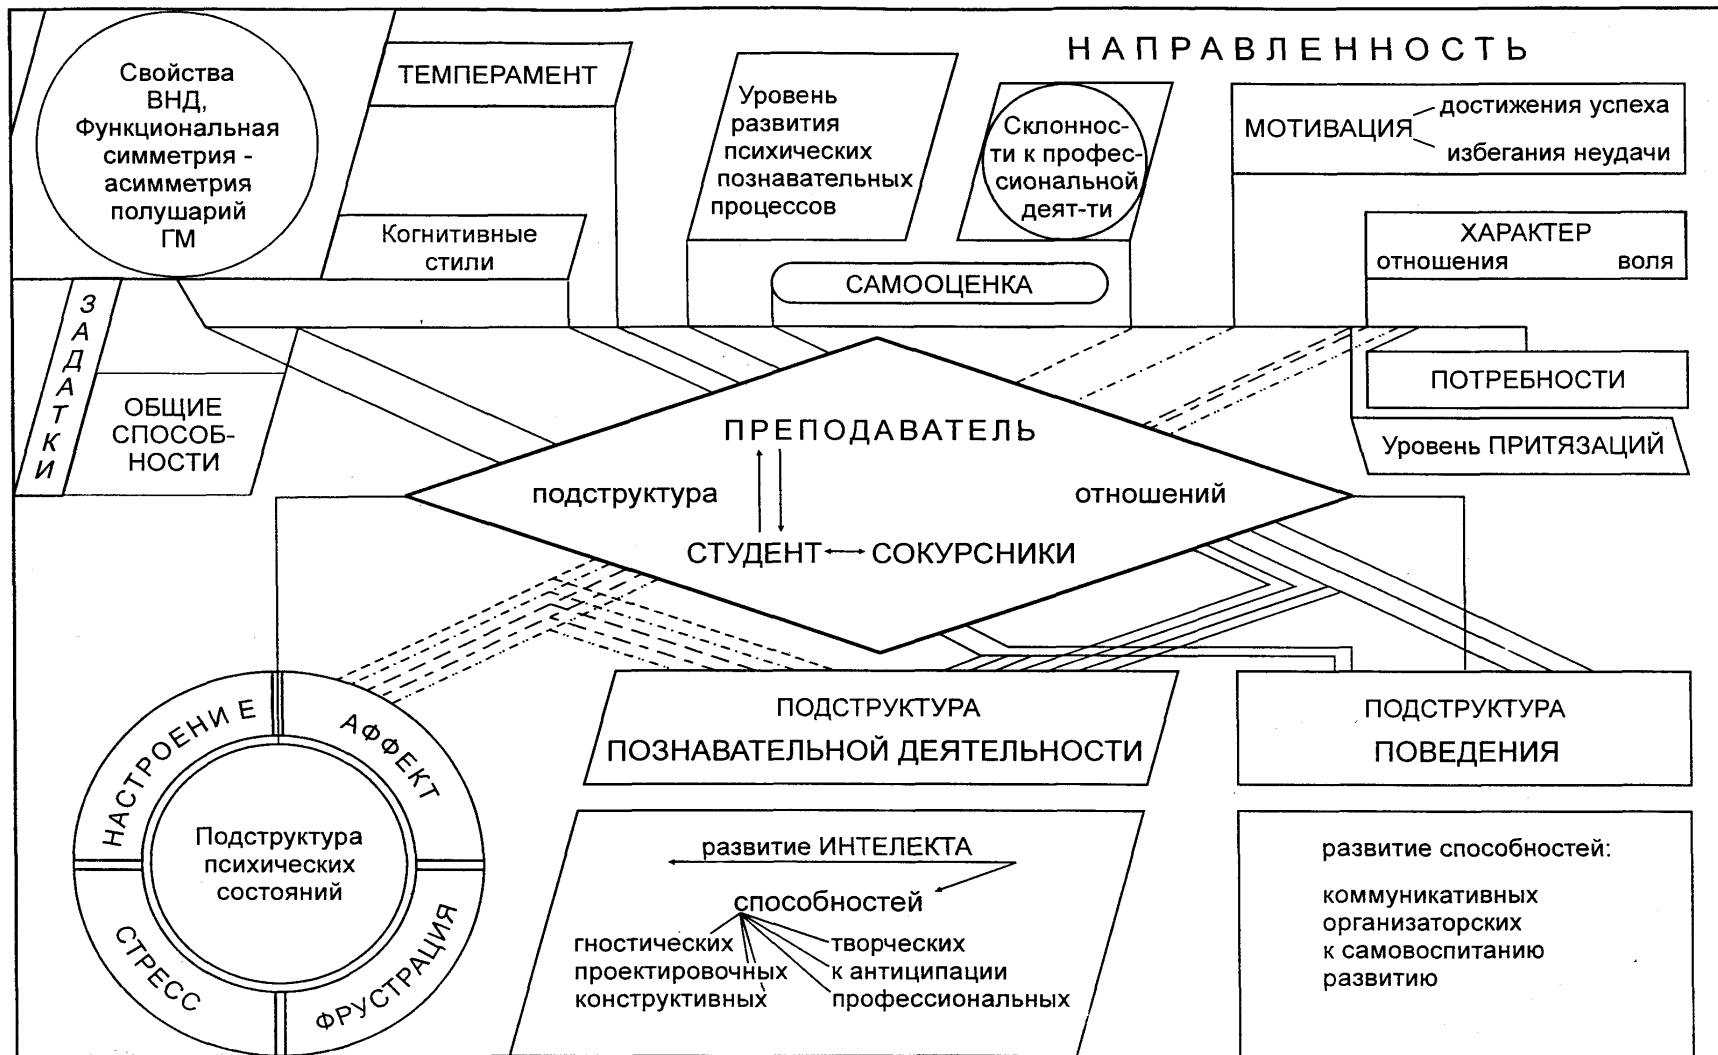 НАПРАВЛЕННОСТЬ
Свойства
ВНД,
Функциональная
симметрия -
асимметрия
полушарий
ГМ
ТЕМПЕРАМЕНТ
Когнитивные
стили
Уровень
развития
психических
познавательных
процессов
Склоннос-
ти к профес-
сиональной
деят-ти
МОТИВАЦИЯ
достижения успеха
избегания неудачи
ХАРАКТЕР
отношения воля
САМООЦЕНКА
ЗАДАТКИ
ОБЩИЕ
СПОСОБ-
НОСТИ
ПОТРЕБНОСТИ
Уровень ПРИТЯЗАЦИЙ
ПРЕПОДАВАТЕЛЬ
подструктура отношений
СТУДЕНТ СОКУРСНИКИ
НАСТРОЕНИЕ
АФФЕКТ
СТРЕСС
ФРУСТРАЦИЯ
Подструктура
психических
состояний
ПОДСТРУКТУРА
ПОЗНАВАТЕЛЬНОЙ ДЕЯТЕЛЬНОСТИ
ПОДСТРУКТУРА
ПОВЕДЕНИЯ
развитие ИНТЕЛЕКТА
способностей
гностических
проектировочных
конструктивных
творческих
к антиципации
профессиональных
развитие способностей:
коммуникативных
организаторских
к самовоспитанию
развитию